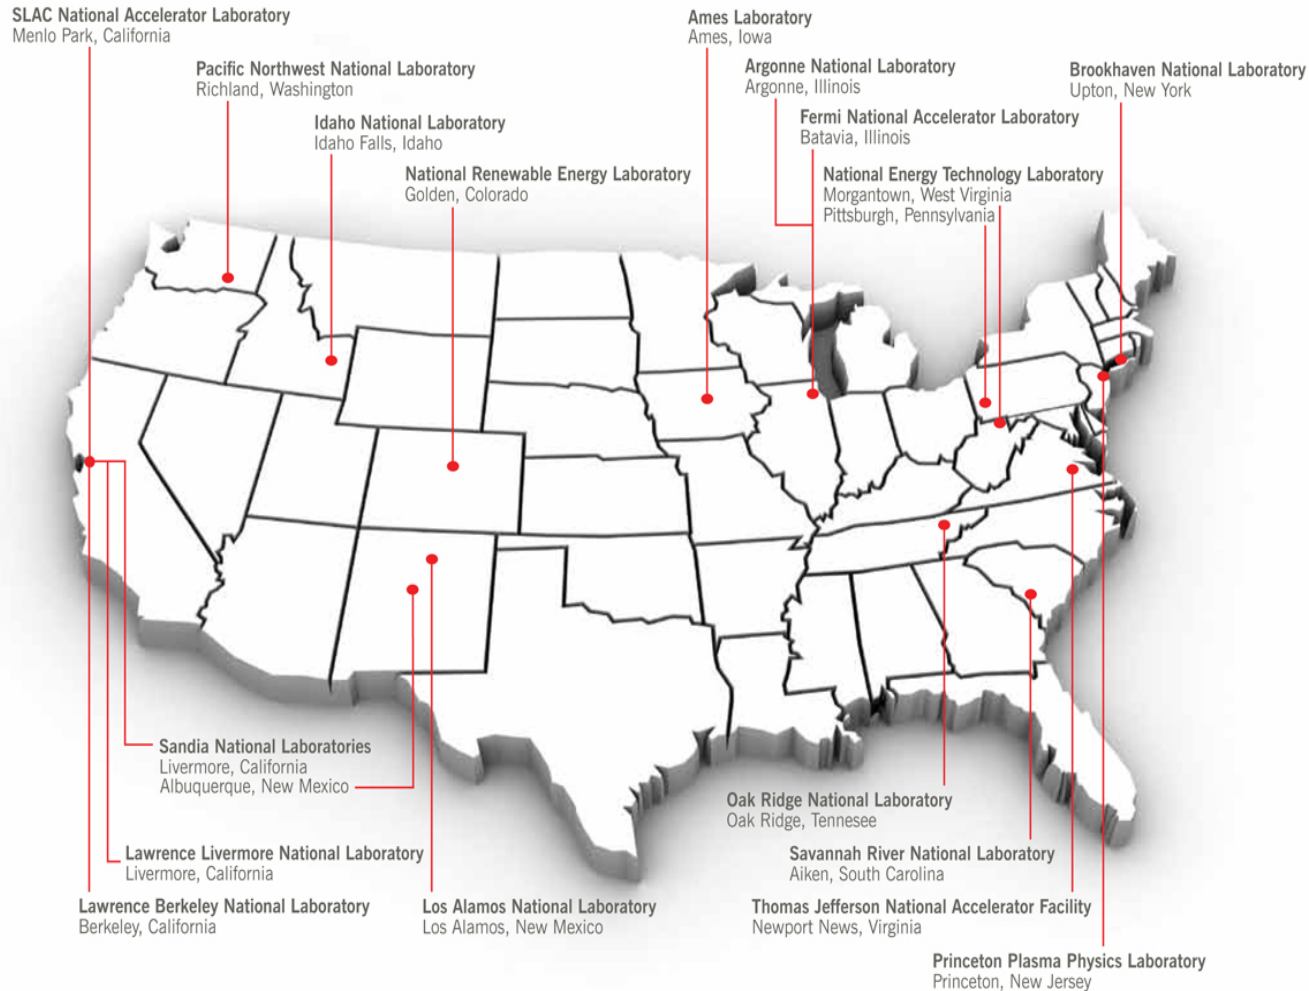 SLAC National Accelerator Laboratory
Menlo Park, California
Pacific Northwest National Laboratory
Richland, Washington
Idaho National Laboratory
Idaho Falls, Idaho
National Renewable Energy Laboratory
Golden, Colorado
Ames Laboratory
Ames, Iowa
Argonne National Laboratory
Argonne, Illinois
Fermi National Accelerator Laboratory
Batavia, Illinois
National Energy Technology Laboratory
Morgantown, West Virginia
Pittsburgh, Pennsylvania
Brookhaven National Laboratory
Upton, New York
Sandia National Laboratories
Livermore, California
Albuquerque, New Mexico
Lawrence Livermore National Laboratory
Livermore, California
Lawrence Berkeley National Laboratory
Berkeley, California
Los Alamos National Laboratory
Los Alamos, New Mexico
Oak Ridge National Laboratory
Oak Ridge, Tennesee
Savannah River National Laboratory
Aiken, South Carolina
Thomas Jefferson National Accelerator Facility
Newport News, Virginia
Princeton Plasma Physics Laboratory
Princeton, New Jersey